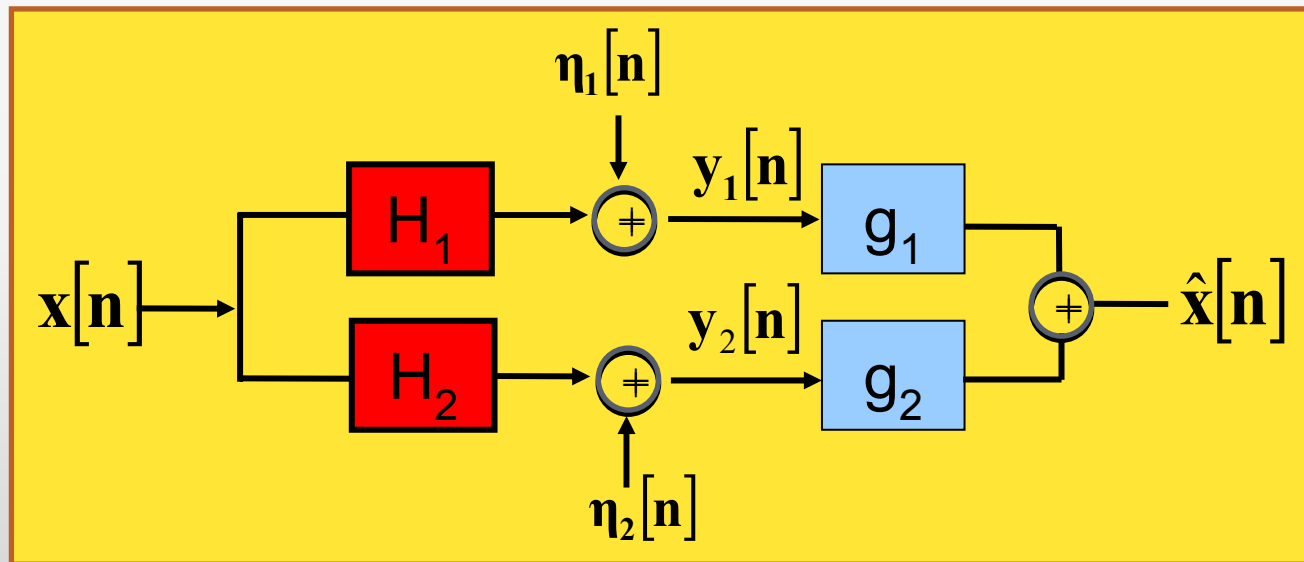 η₁[n]
y₁[n]
H₁
+
g₁
x[n]
+
x̂[n]
y₂[n]
H₂
+
g₂
η₂[n]